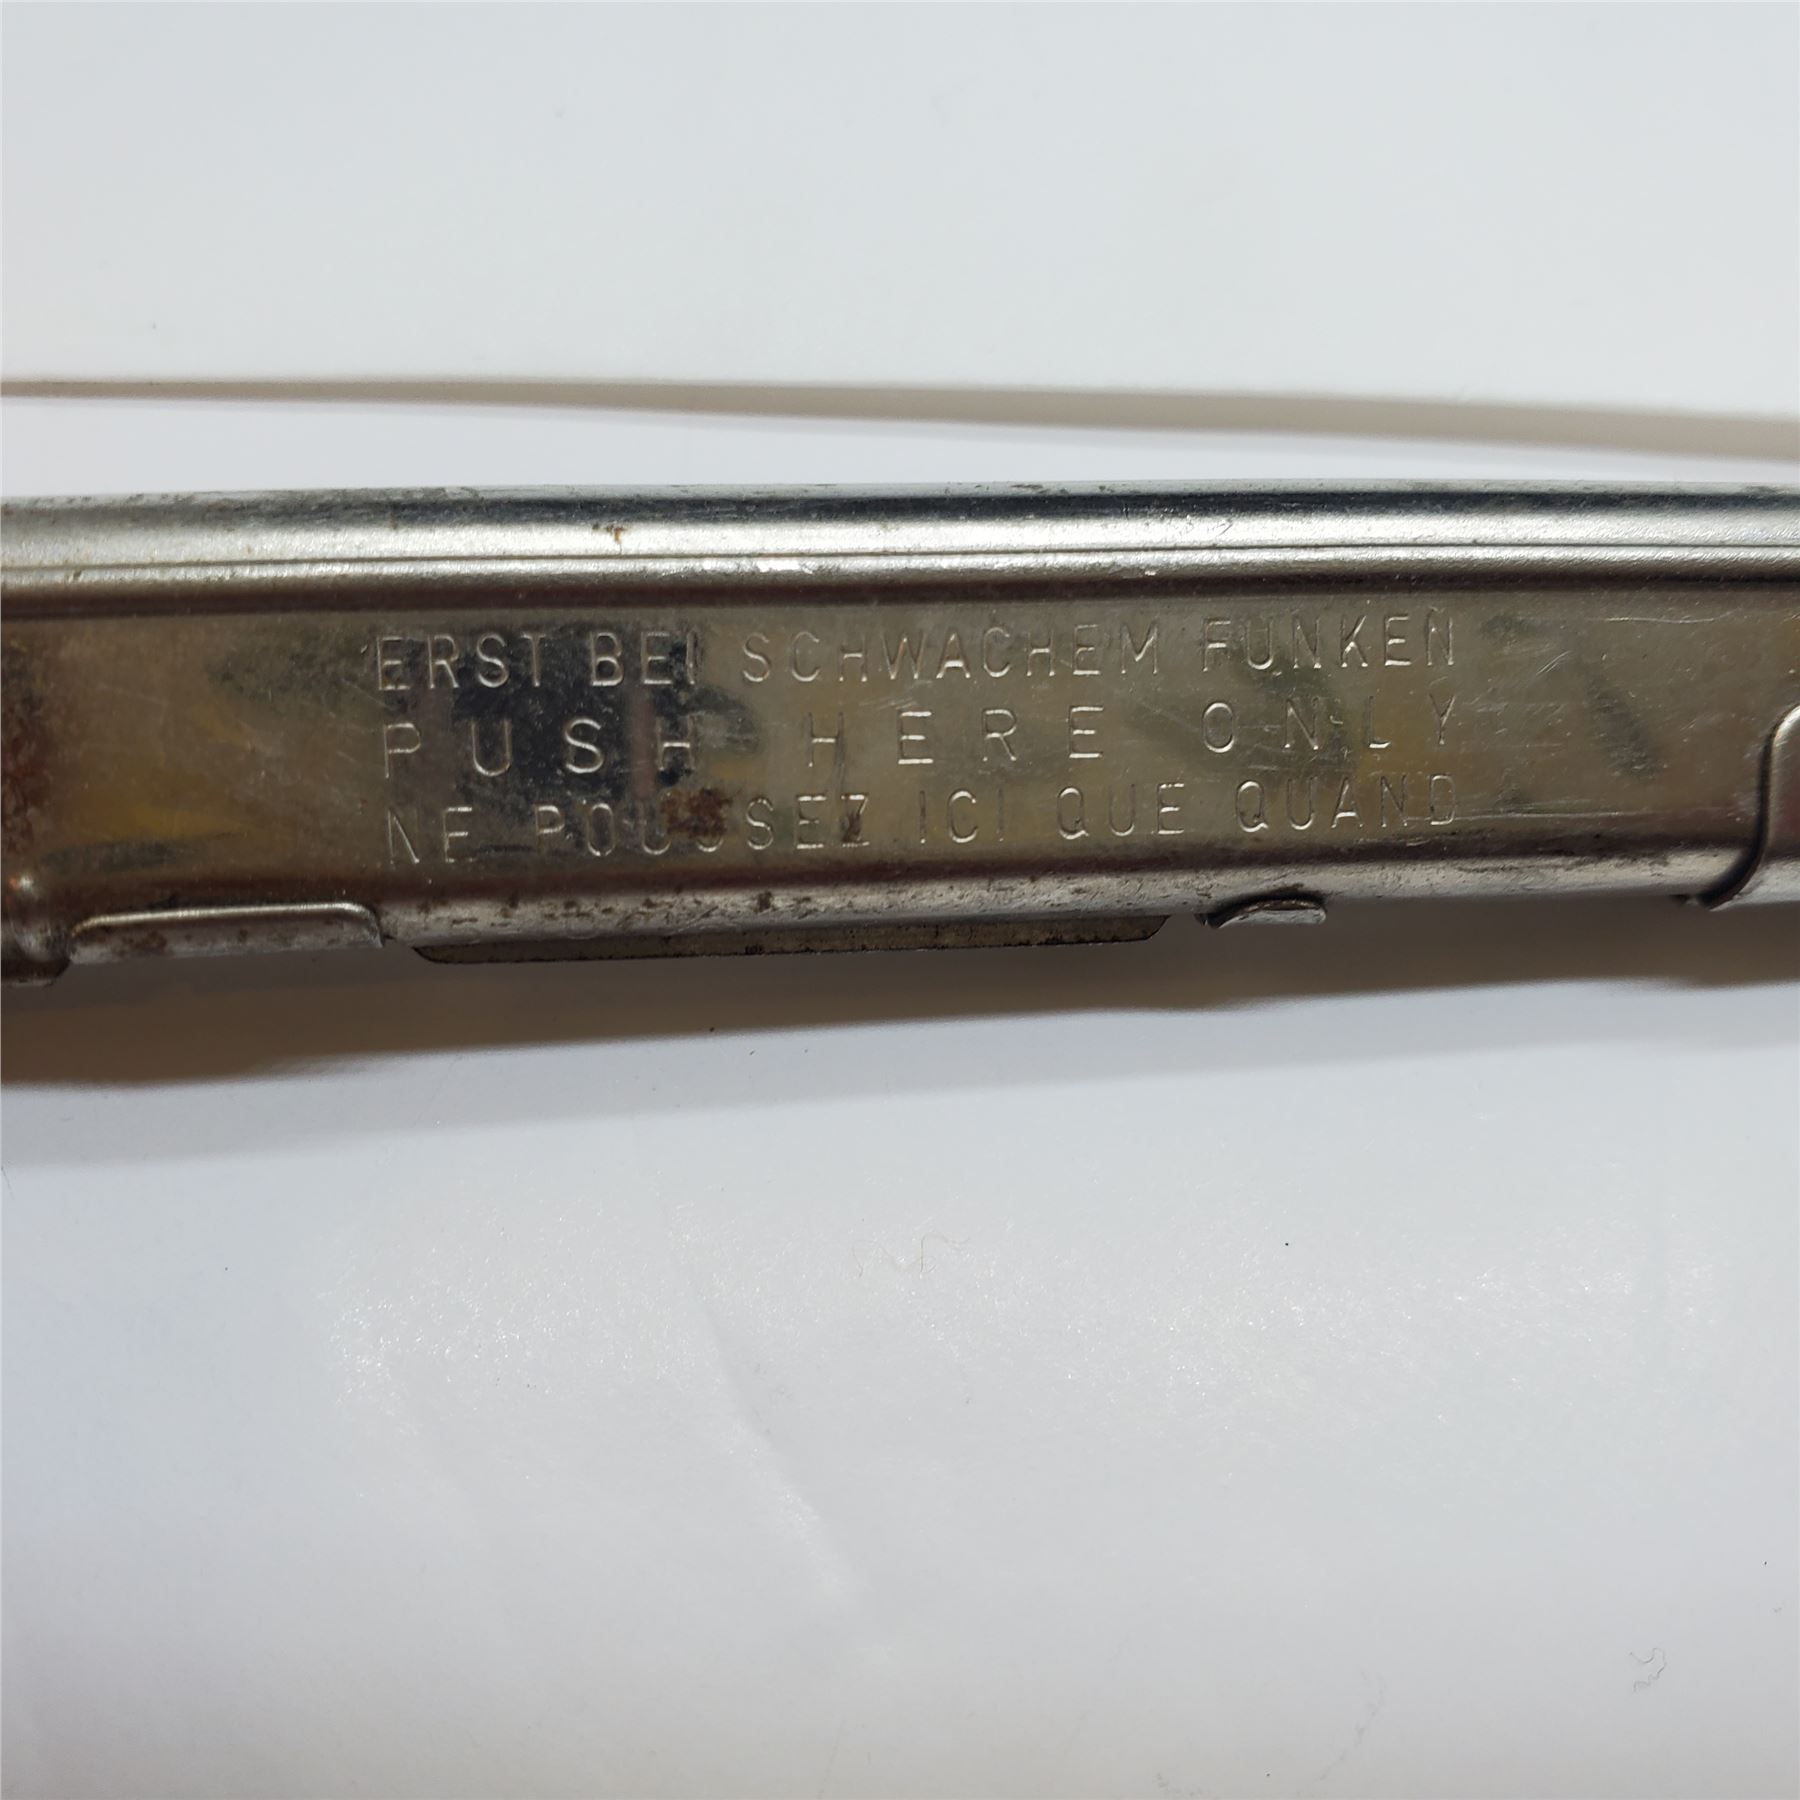 ERST BEI SCHWACHEM FUNKEN
PUSH HERE ONLY
NE POUSSEZ ICI QUE QUAND